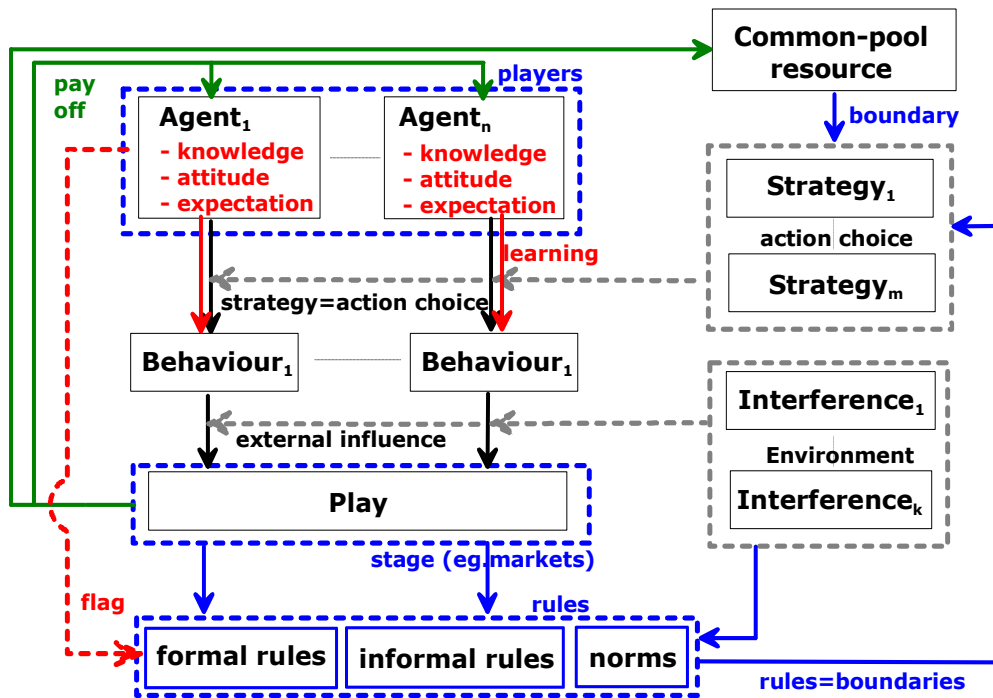 Common-pool
resource
pay
off
players
Agent1
- knowledge
- attitude
- expectation
Agentn
- knowledge
- attitude
- expectation
boundary
Strategy1
action choice
Strategym
learning
strategy=action choice
Behaviour1
Behaviour1
Interference1
Environment
Interferencek
external influence
Play
stage (eg.markets)
flag
rules
formal rules
informal rules
norms
rules=boundaries